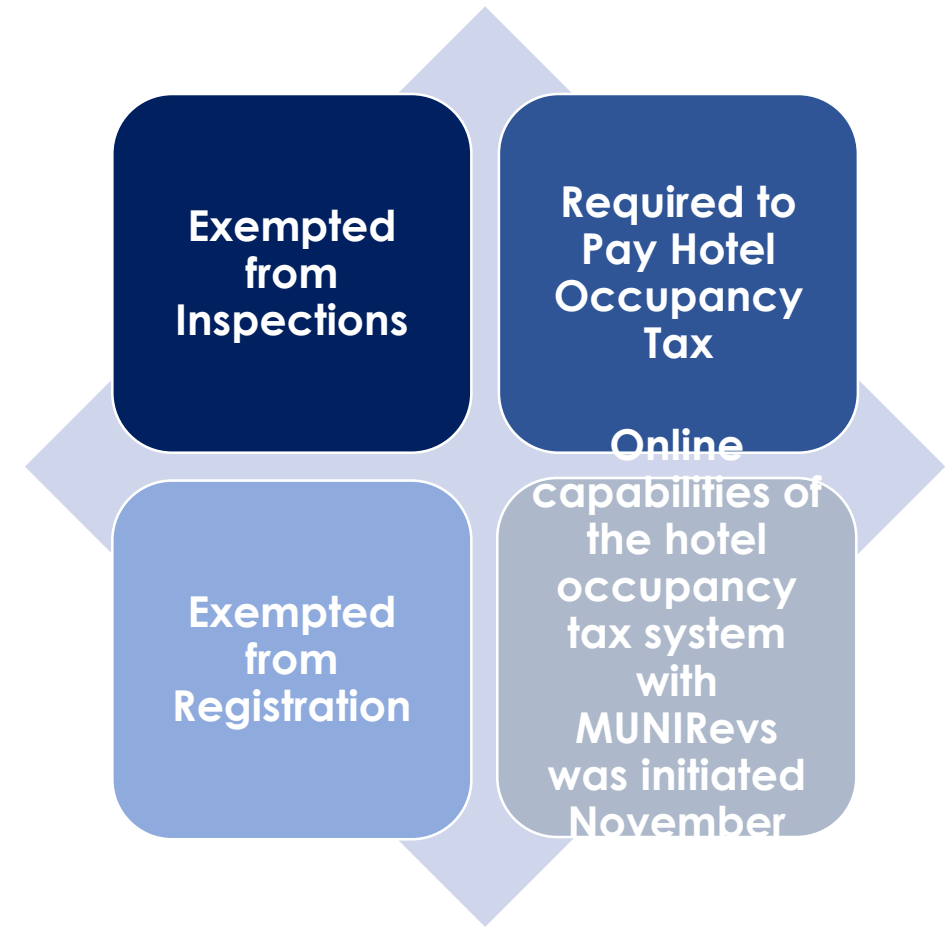 Exempted
from
Inspections
Required to
Pay Hotel
Occupancy
Tax
Exempted
from
Registration
Online
capabilities of
the hotel
occupancy
tax system
with
MUNIRevs
was initiated
November